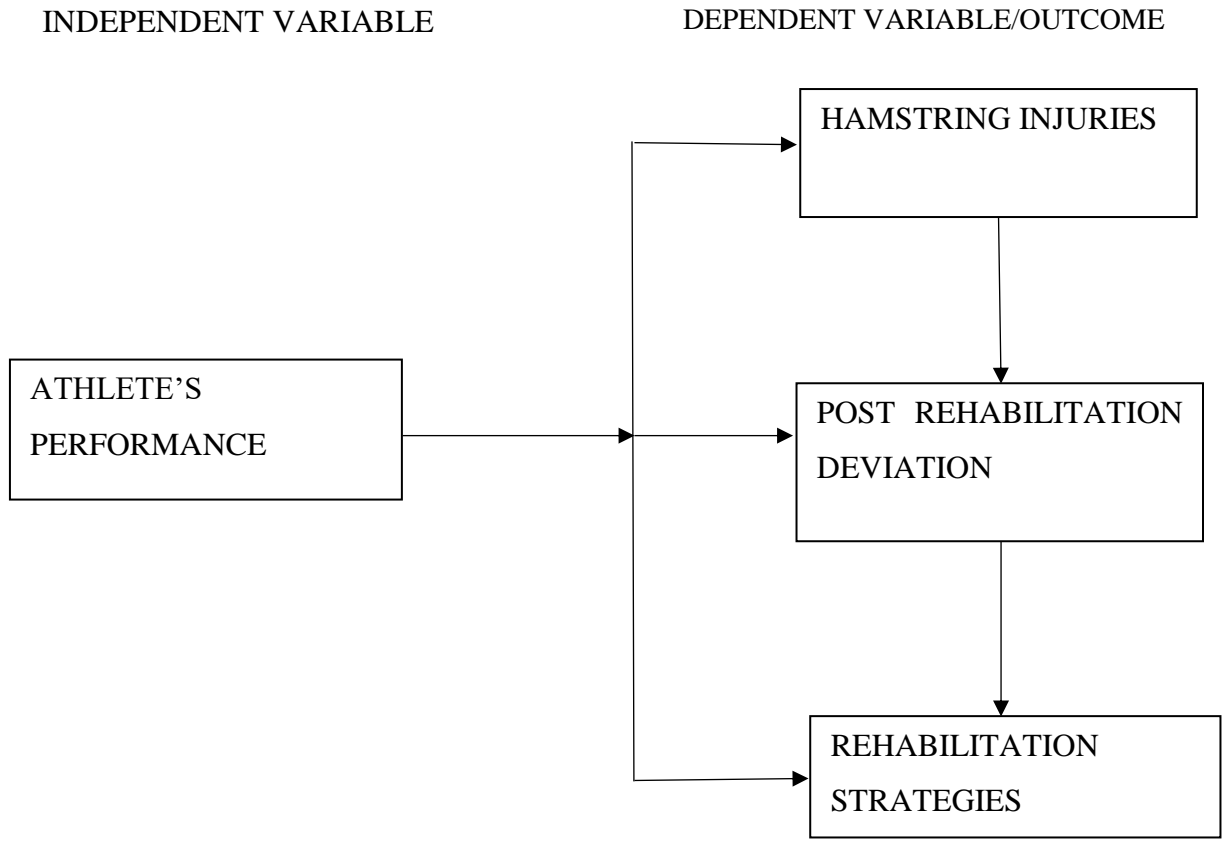 INDEPENDENT VARIABLE
DEPENDENT VARIABLE/OUTCOME
HAMSTRING INJURIES
ATHLETE’S
PERFORMANCE
POST REHABILITATION
DEVIATION
REHABILITATION
STRATEGIES